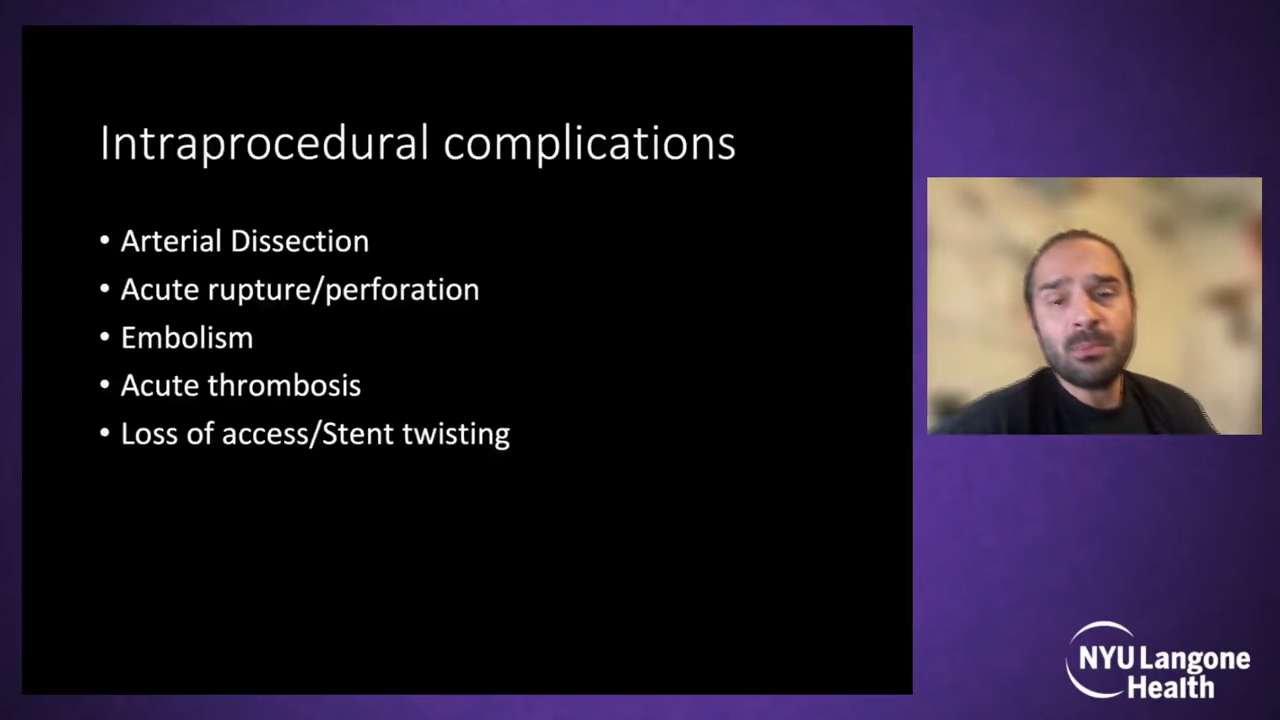 Intraprocedural complications
• Arterial Dissection
• Acute rupture/perforation
• Embolism
• Acute thrombosis
• Loss of access/Stent twisting
NYU Langone
Health